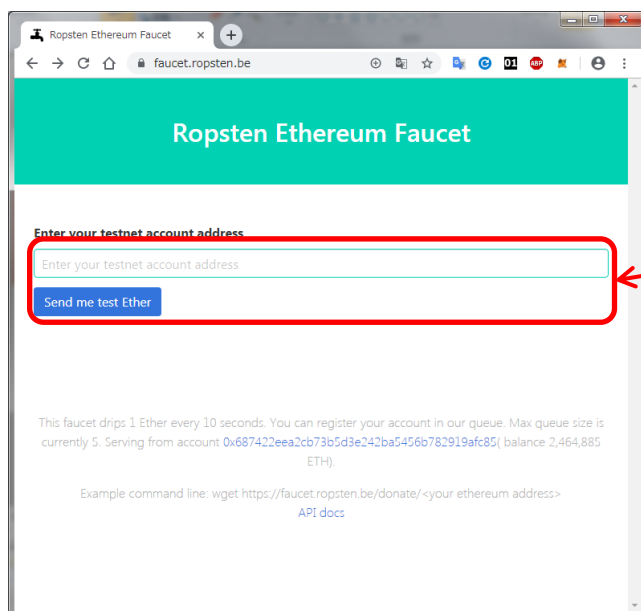 Ropsten Ethereum Faucet
faucet.ropsten.be
01
ABP
Ropsten Ethereum Faucet
Enter your testnet account address
Enter your testnet account address
Send me test Ether
This faucet drips 1 Ether every 10 seconds. You can register your account in our queue. Max queue size is
currently 5. Serving from account 0x687422eea2cb73b5d3e242ba5456b782919afc85( balance 2,464,885
ETH).
Example command line: wget https://faucet.ropsten.be/donate/<your ethereum address>
API docs